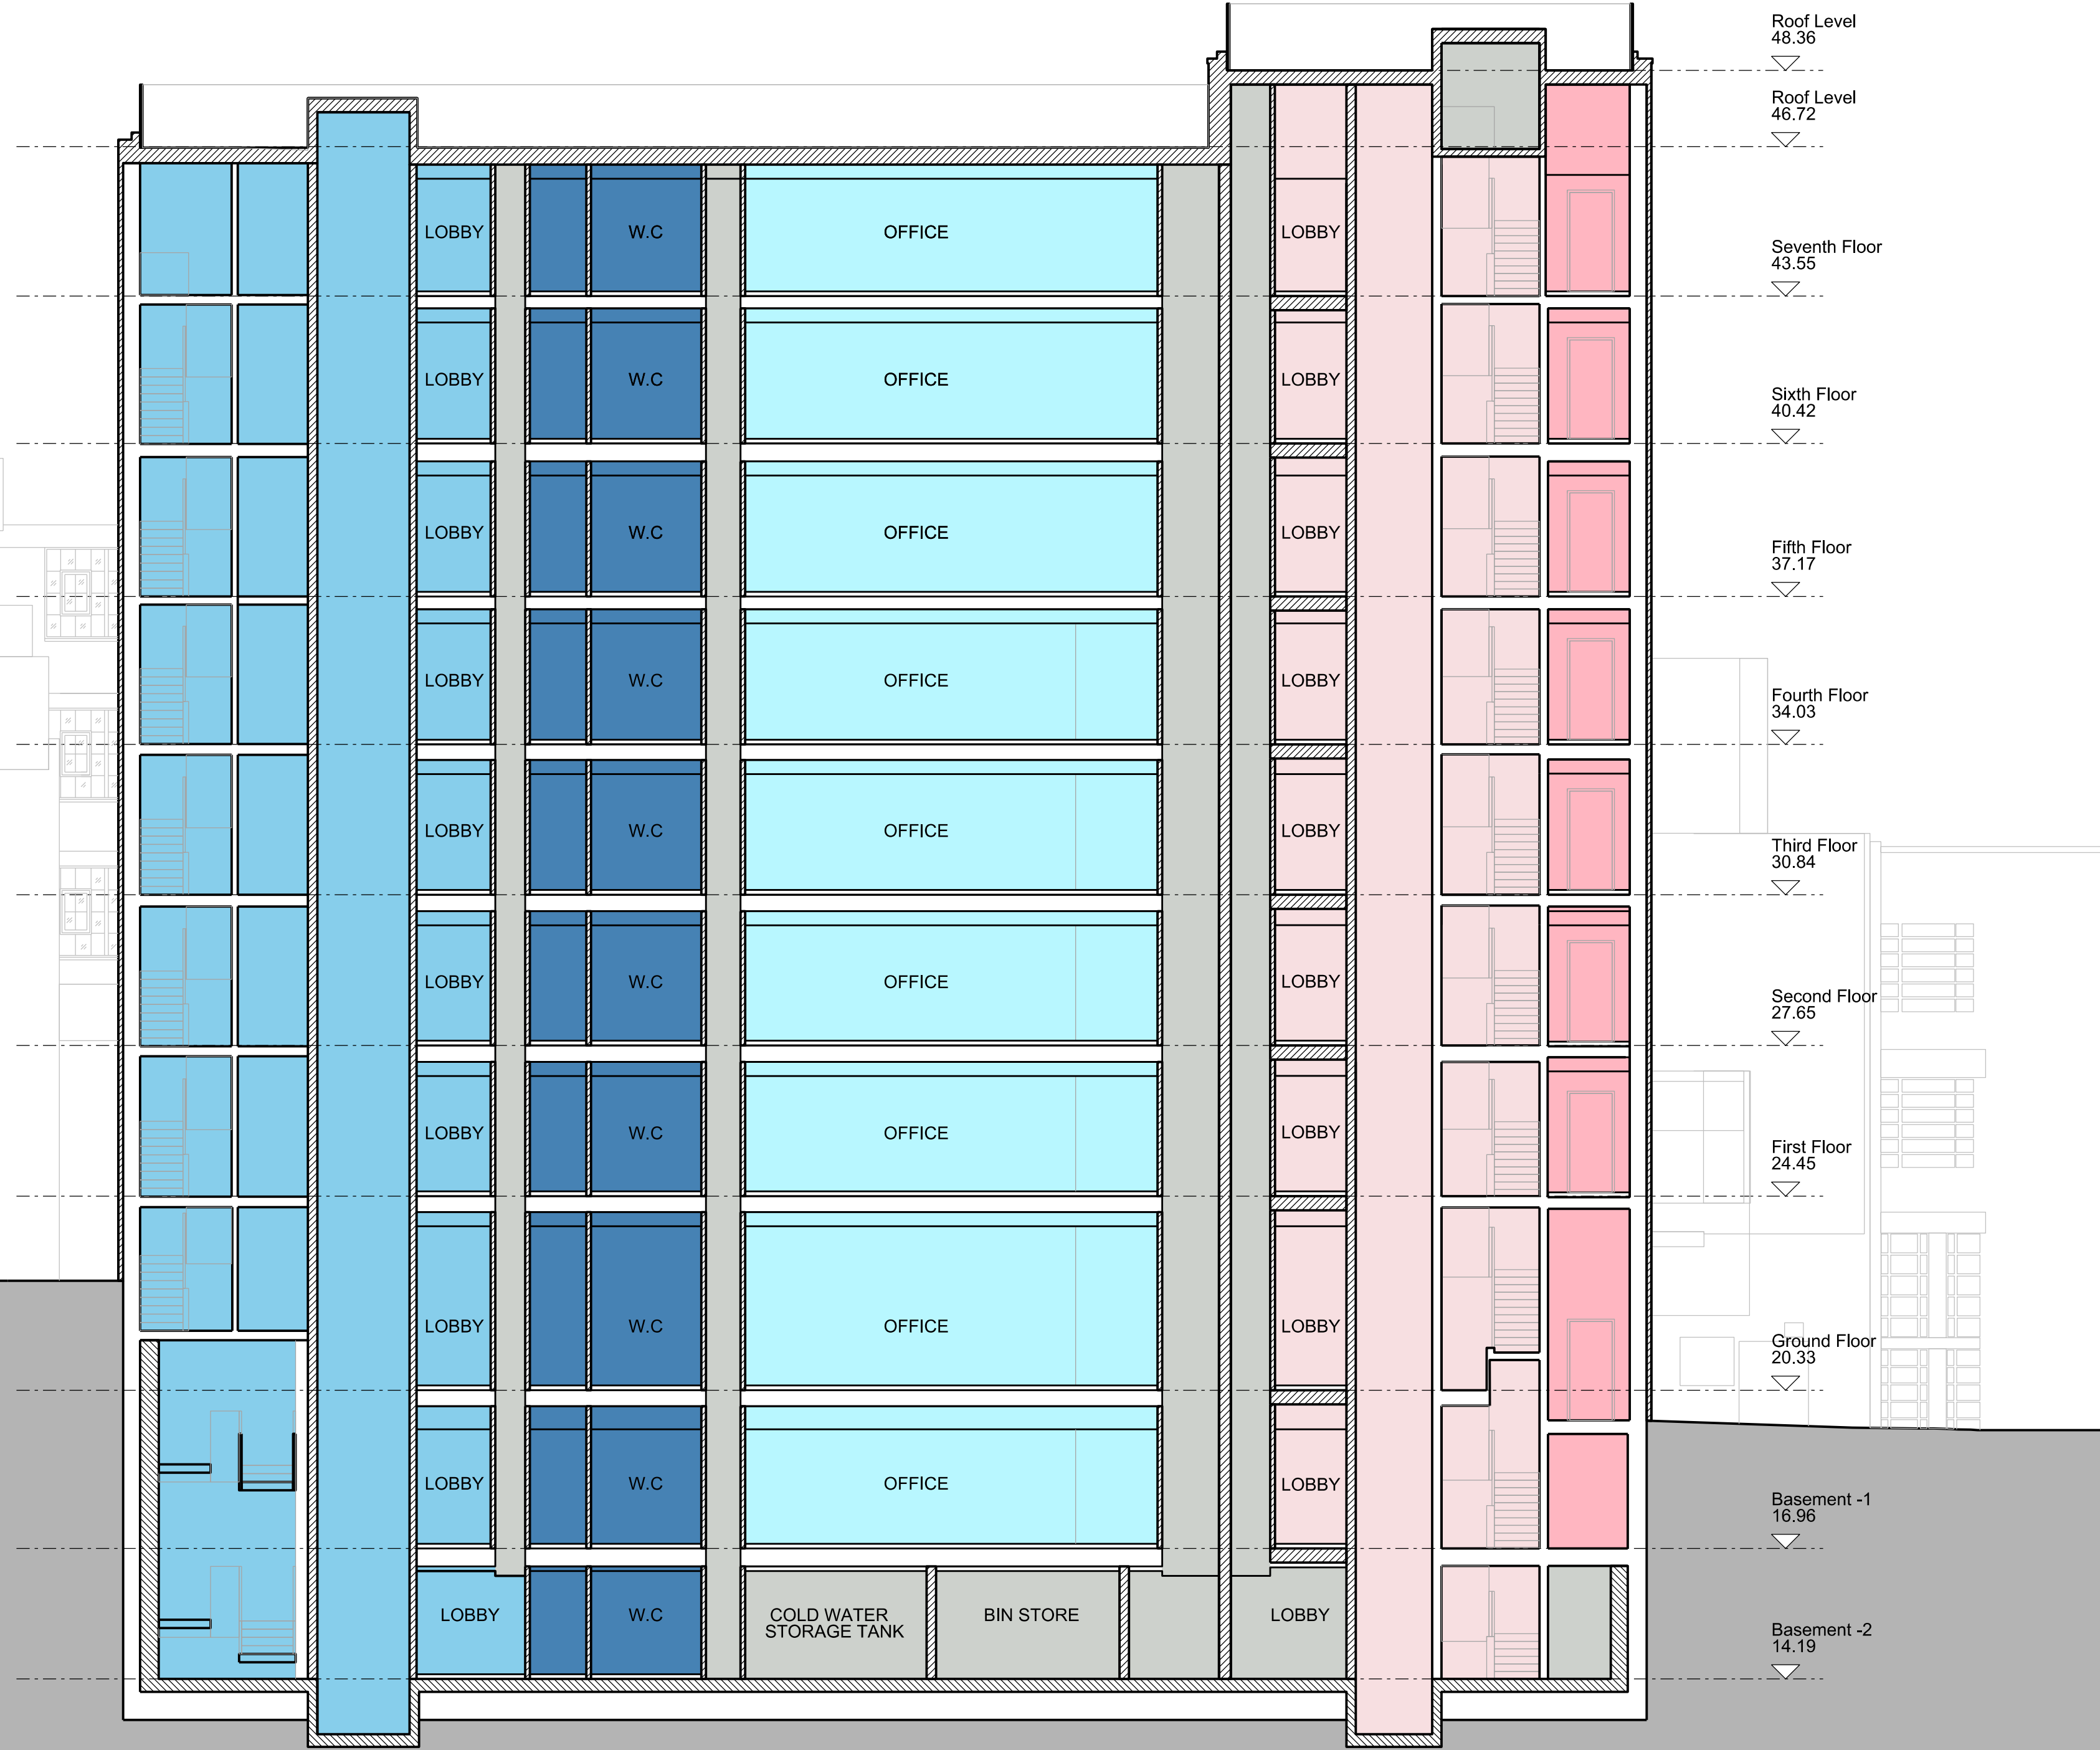 Roof Level
48.36
Roof Level
46.72
LOBBY W.C OFFICE LOBBY
Seventh Floor
43.55
LOBBY W.C OFFICE LOBBY
Sixth Floor
40.42
LOBBY W.C OFFICE LOBBY
Fifth Floor
37.17
LOBBY W.C OFFICE LOBBY
Fourth Floor
34.03
LOBBY W.C OFFICE LOBBY
Third Floor
30.84
LOBBY W.C OFFICE LOBBY
Second Floor
27.65
LOBBY W.C OFFICE LOBBY
First Floor
24.45
LOBBY W.C OFFICE LOBBY
Ground Floor
20.33
LOBBY W.C OFFICE LOBBY
Basement -1
16.96
LOBBY W.C COLD WATER BIN STORE LOBBY
STORAGE TANK
Basement -2
14.19